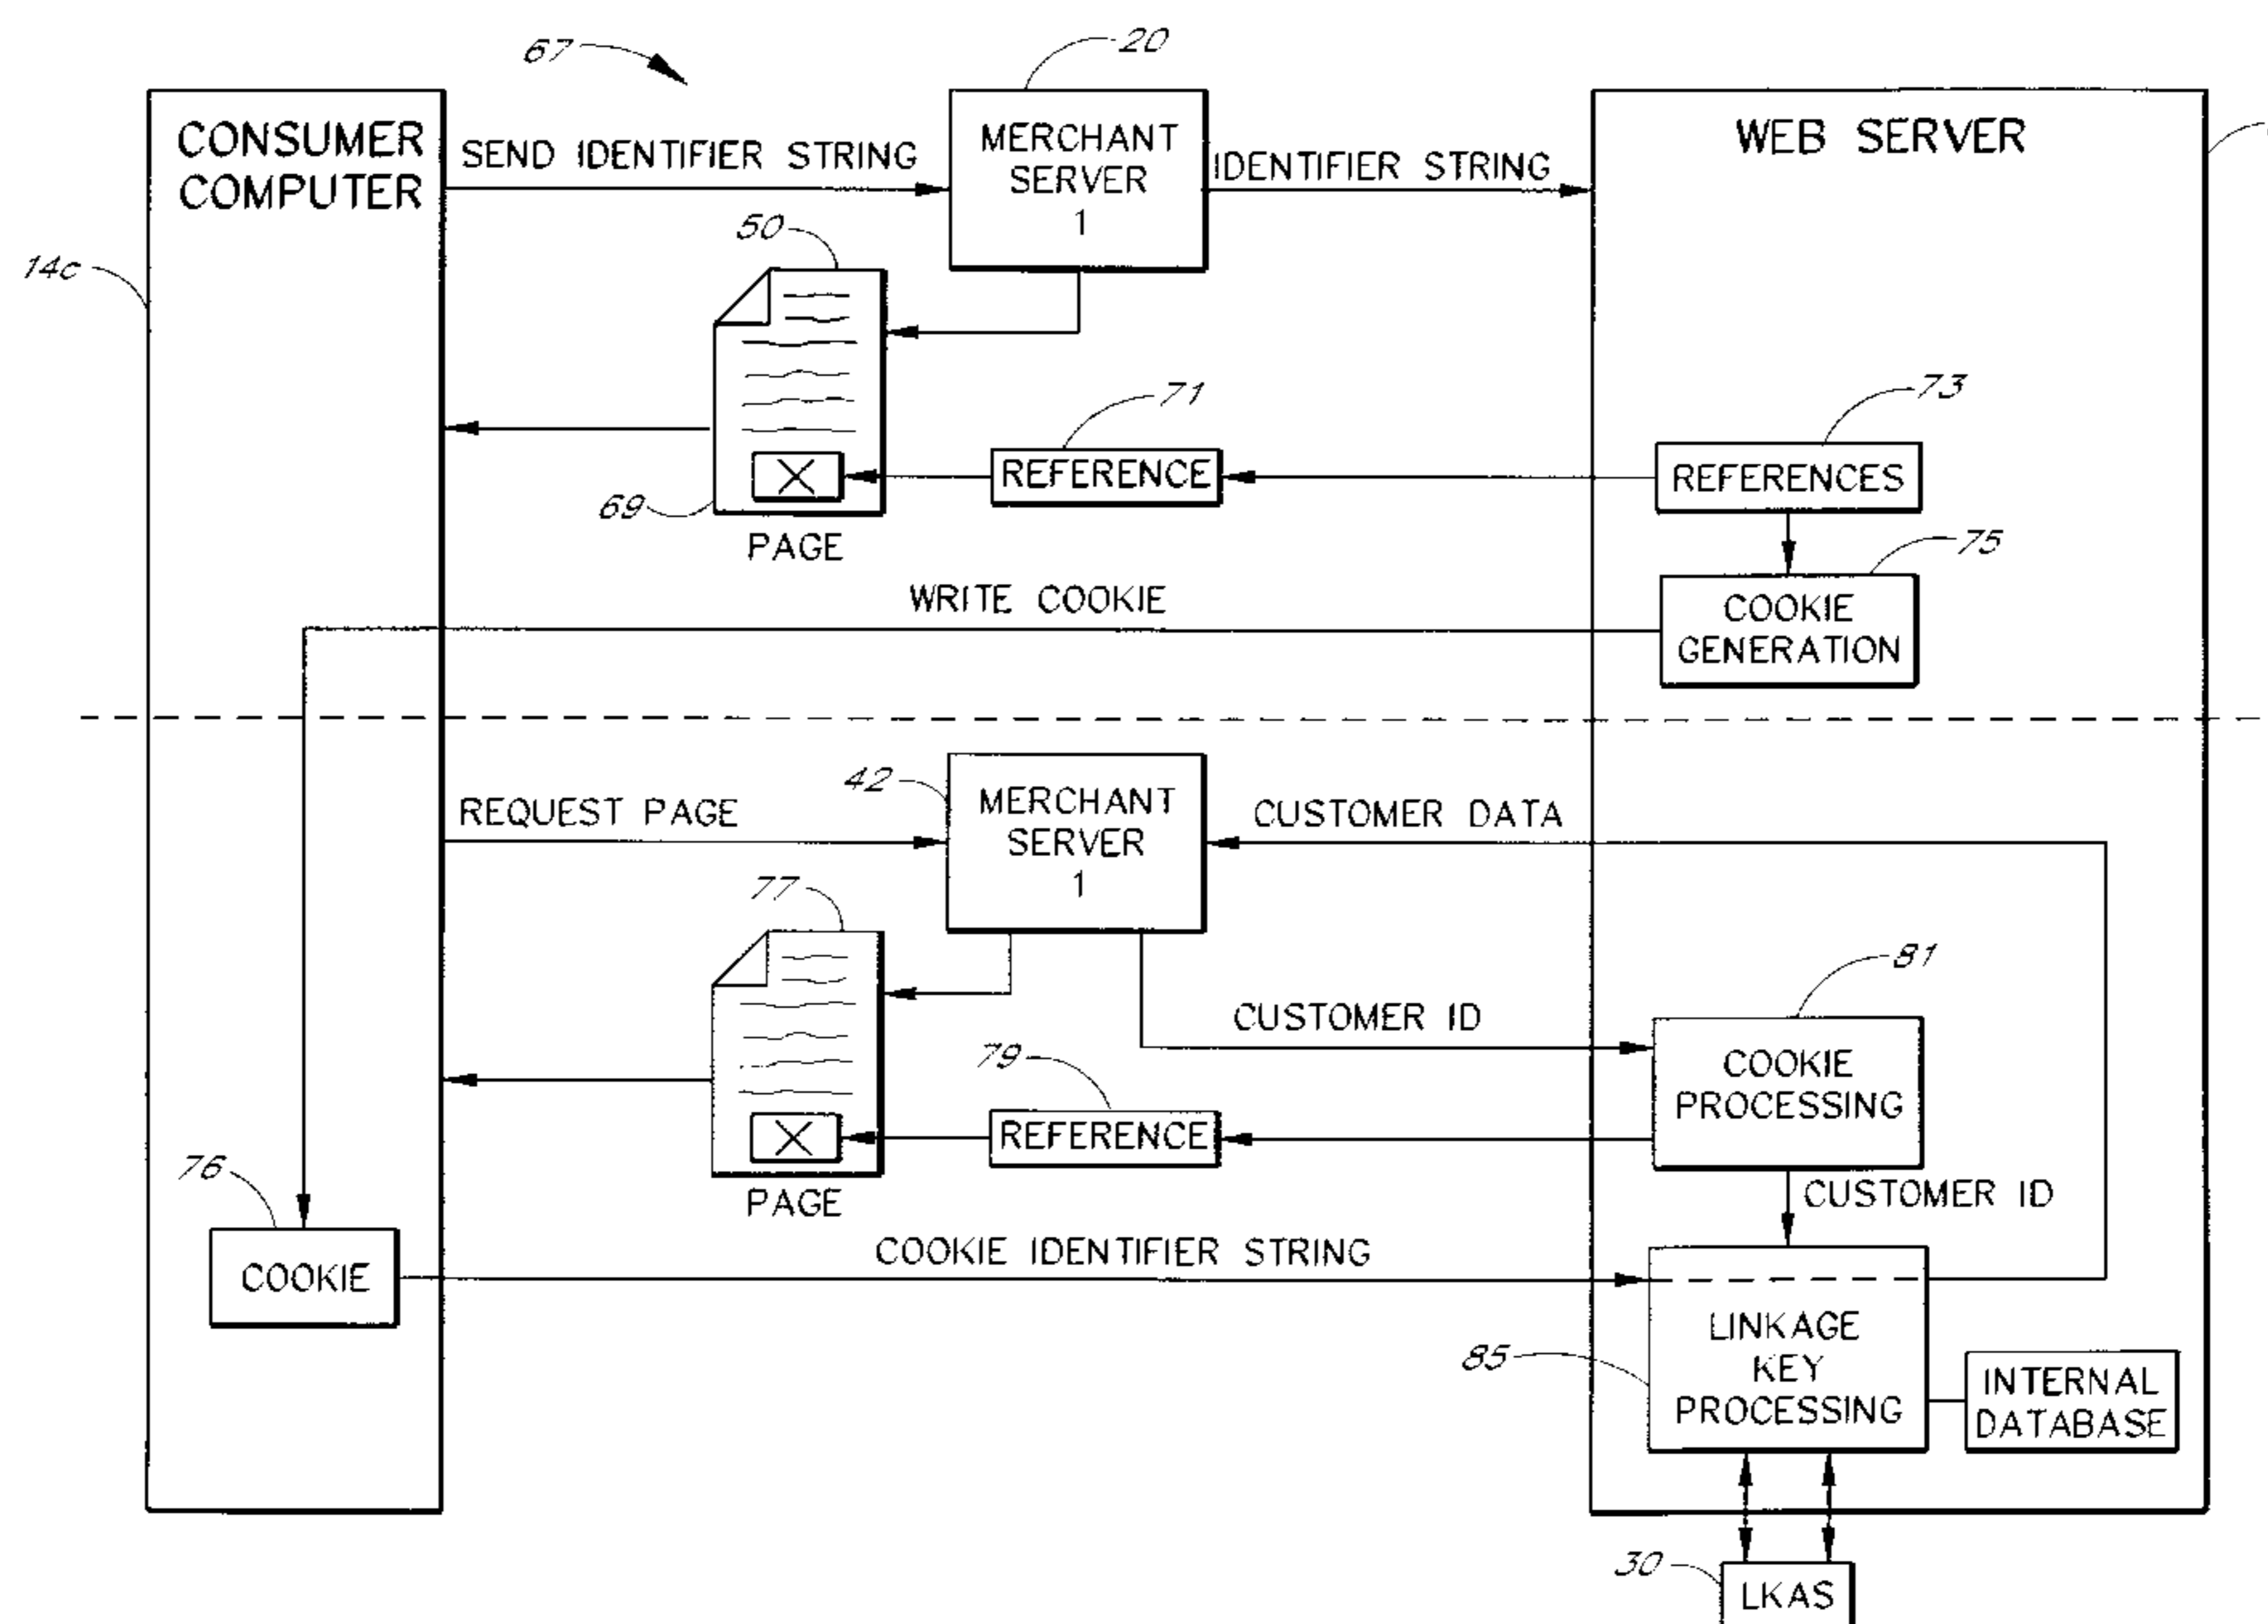 67
20
CONSUMER
COMPUTER
SEND IDENTIFIER STRING
MERCHANT
SERVER
1
IDENTIFIER STRING
WEB SERVER
14c
50
71
73
REFERENCE
REFERENCES
69
PAGE
75
COOKIE
GENERATION
WRITE COOKIE
42
REQUEST PAGE
MERCHANT
SERVER
1
CUSTOMER DATA
77
81
CUSTOMER ID
79
COOKIE
PROCESSING
REFERENCE
76
PAGE
CUSTOMER ID
COOKIE IDENTIFIER STRING
COOKIE
LINKAGE
KEY
PROCESSING
85
INTERNAL
DATABASE
30
LKAS